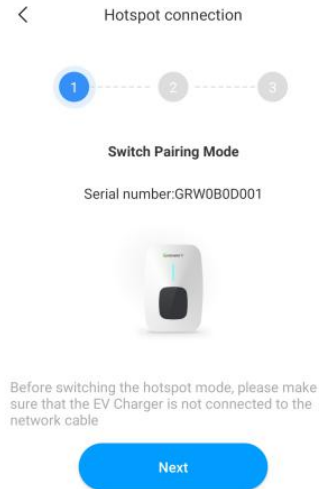 Hotspot connection
1 2 3
Switch Pairing Mode
Serial number:GRW0B0D001
Before switching the hotspot mode, please make
sure that the EV Charger is not connected to the
network cable
Next